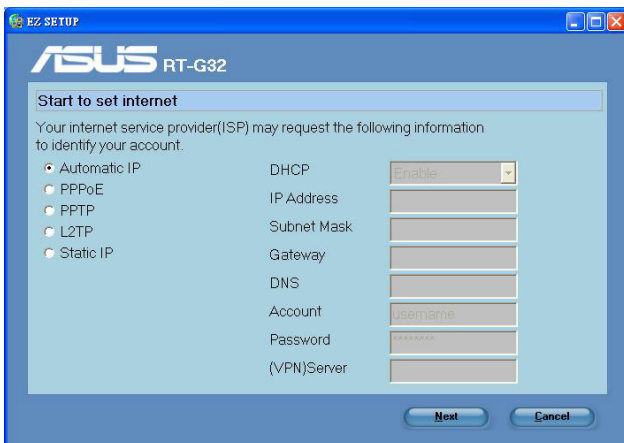 EZ SETUP
ASUS RT-G32
Start to set internet
Your internet service provider(ISP) may request the following information
to identify your account.
Automatic IP
PPPoE
PPTP
L2TP
Static IP
DHCP Enable
IP Address
Subnet Mask
Gateway
DNS
Account username
Password ********
(VPN)Server
Next Cancel